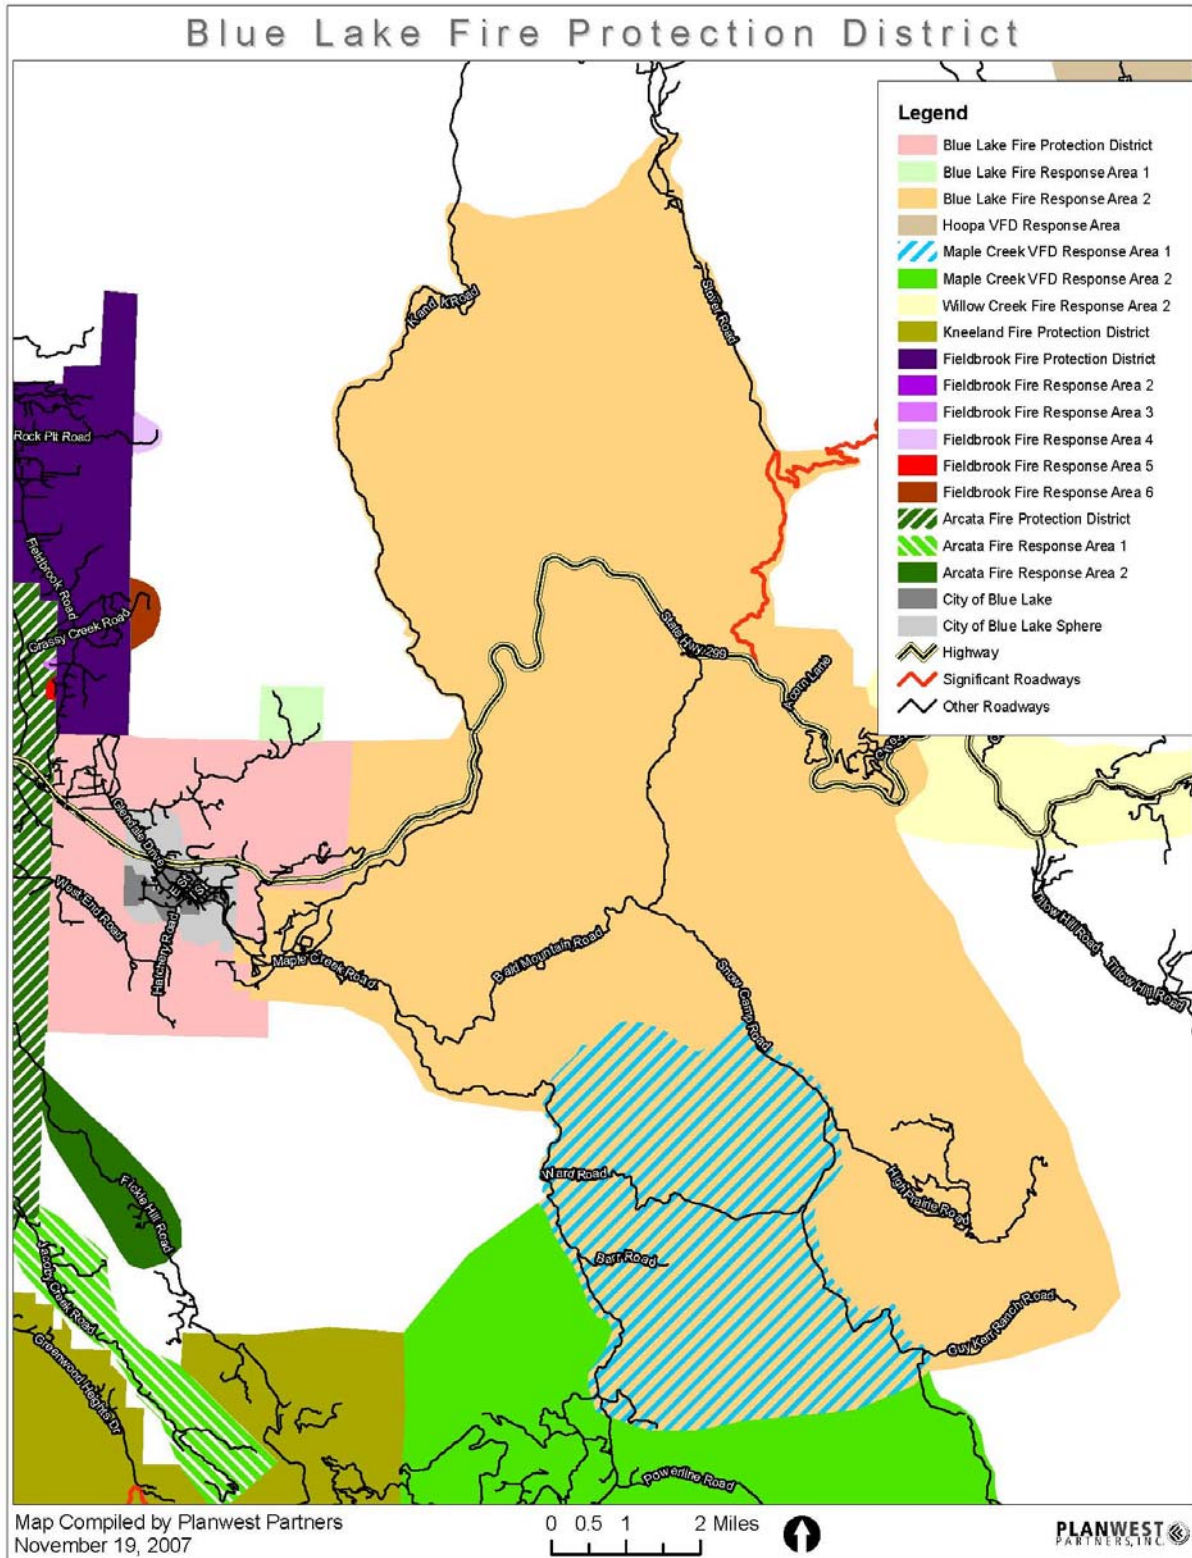 Blue Lake Fire Protection District
Legend
Blue Lake Fire Protection District
Blue Lake Fire Response Area 1
Blue Lake Fire Response Area 2
Hoopa VFD Response Area
Maple Creek VFD Response Area 1
Maple Creek VFD Response Area 2
Willow Creek Fire Response Area 2
Kneeland Fire Protection District
Fieldbrook Fire Protection District
Fieldbrook Fire Response Area 2
Fieldbrook Fire Response Area 3
Fieldbrook Fire Response Area 4
Fieldbrook Fire Response Area 5
Fieldbrook Fire Response Area 6
Arcata Fire Protection District
Arcata Fire Response Area 1
Arcata Fire Response Area 2
City of Blue Lake
City of Blue Lake Sphere
Highway
Significant Roadways
Other Roadways
K and K Road
Stover Road
Rock Pit Road
Fieldbrook Road
Grassy Creek Road
State Hwy 299
Acorn Lane
Glendale Drive
West End Road
Hatchery Road
Maple Creek Road
Bald Mountain Road
Snow Camp Road
Tillow Hill Road
Tillow Hill Road
Fickle Hill Road
Ward Road
High Prairie Road
Barr Road
Jacoby Creek Road
Guy Kerr Ranch Road
Greenwood Heights Dr
Powerline Road
Map Compiled by Planwest Partners
November 19, 2007
0 0.5 1 2 Miles
PLANWEST
PARTNERS, INC.